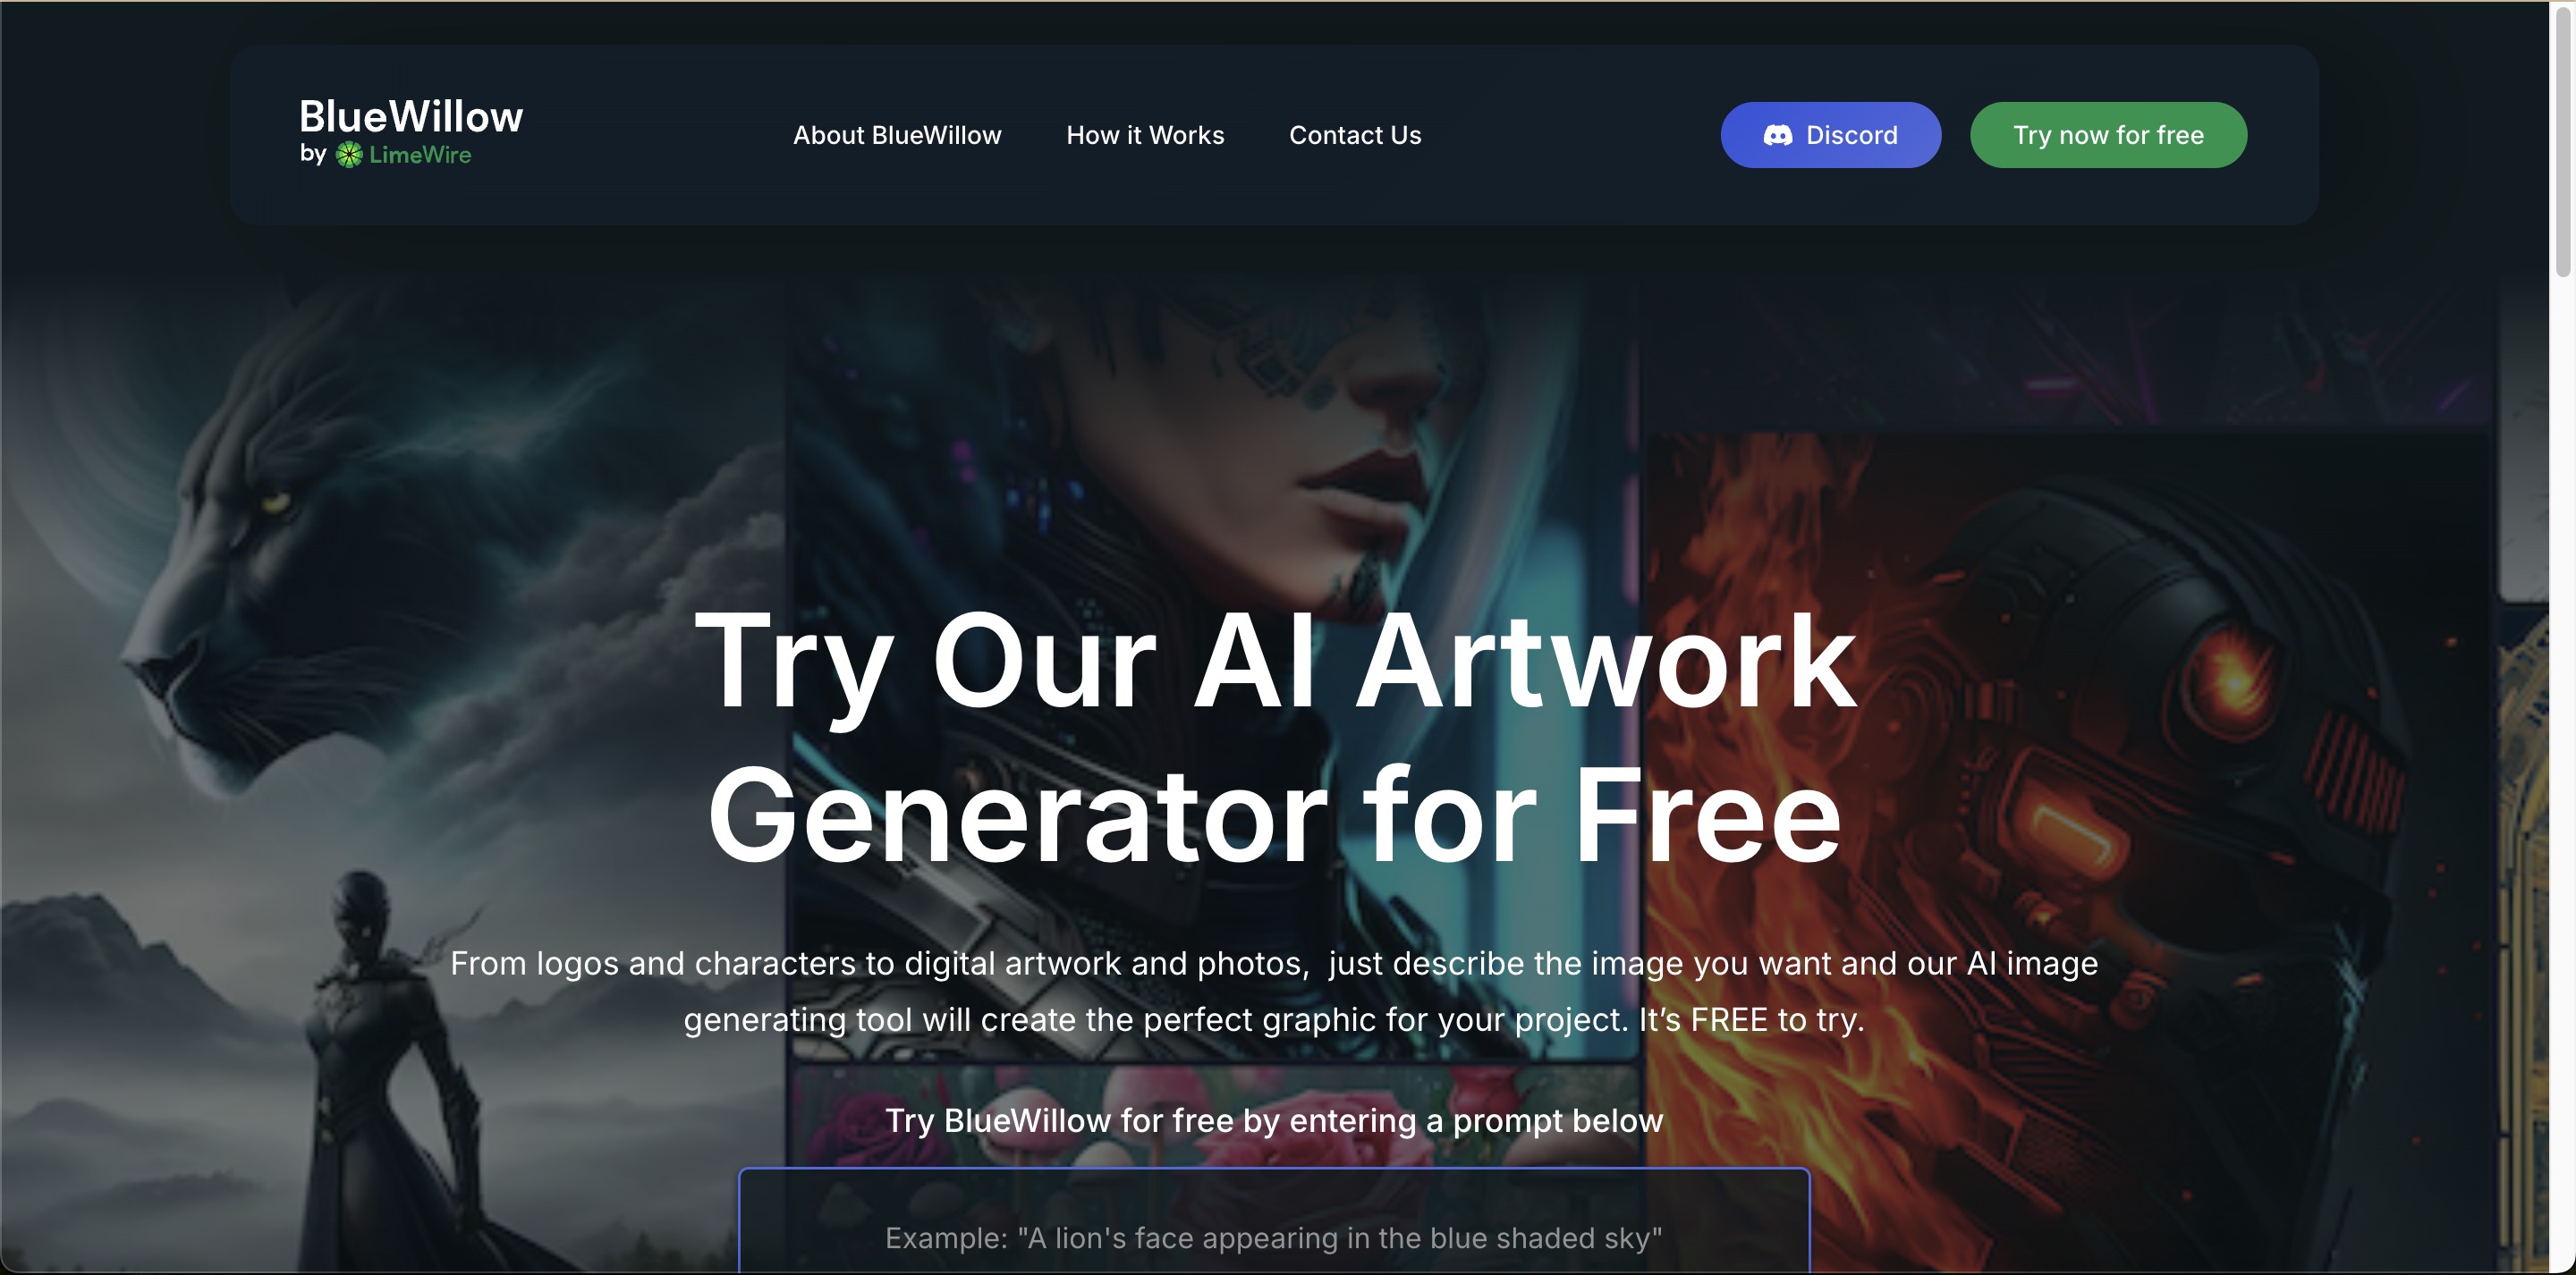 BlueWillow
by LimeWire
About BlueWillow
How it Works
Contact Us
Discord
Try now for free
Try Our AI Artwork
Generator for Free
From logos and characters to digital artwork and photos,  just describe the image you want and our AI image
generating tool will create the perfect graphic for your project. It’s FREE to try.
Try BlueWillow for free by entering a prompt below
Example: "A lion's face appearing in the blue shaded sky"